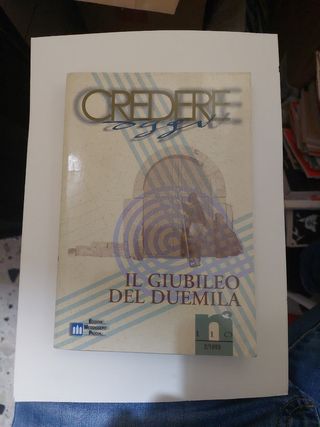 CREDERE
oggi
IL GIUBILEO
DEL DUEMILA
EDIZIONI
MESSAGGERO
PADOVA